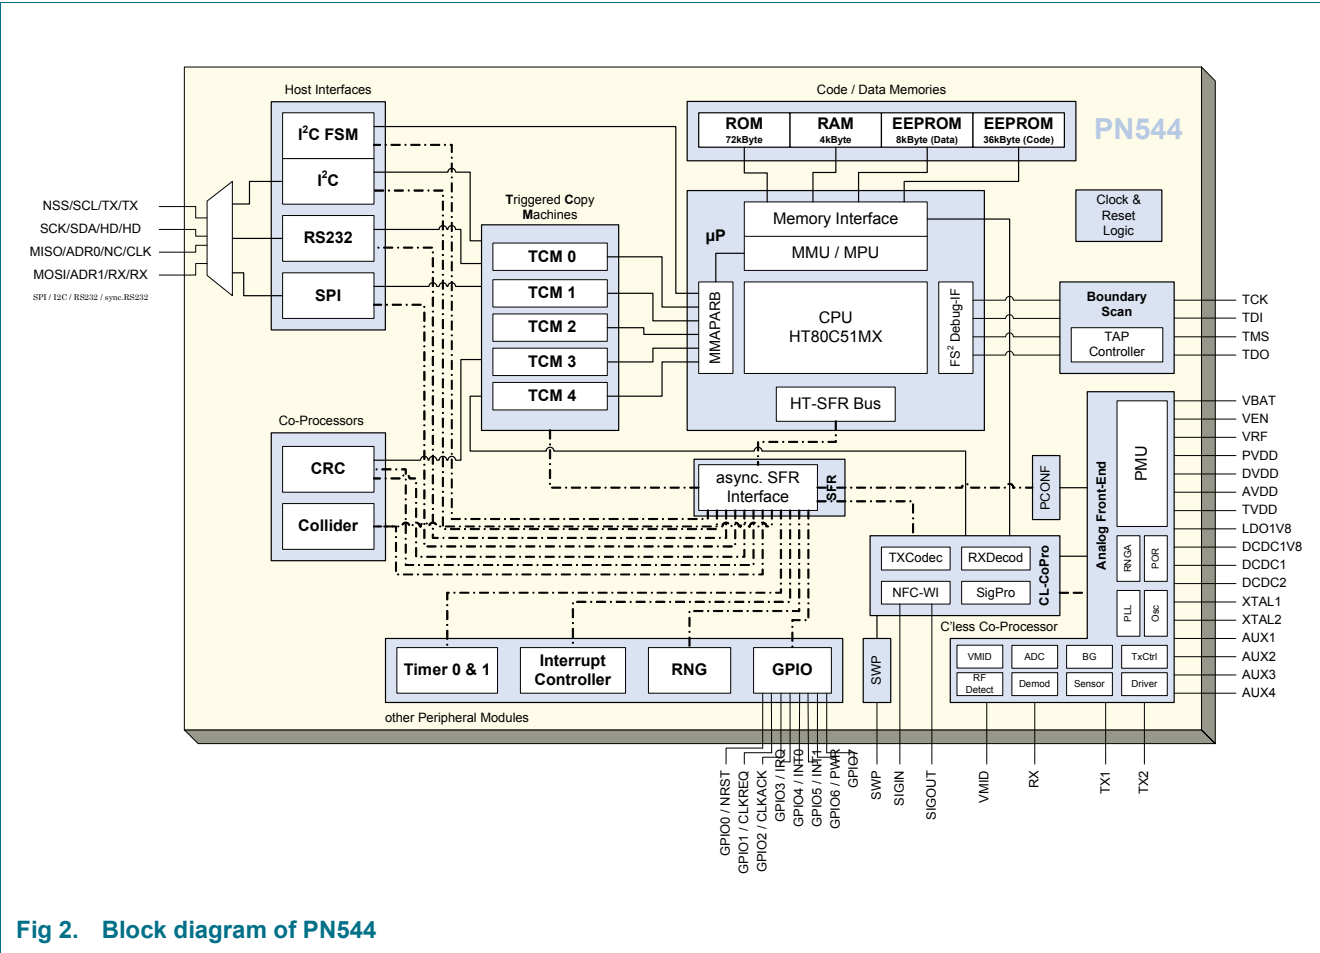 Host Interfaces
Code / Data Memories
I²C FSM
ROM
72kByte
RAM
4kByte
EEPROM
8kByte (Data)
EEPROM
36kByte (Code)
PN544
I²C
RS232
SPI
NSS/SCL/TX/TX
SCK/SDA/HD/HD
MISO/ADR0/NC/CLK
MOSI/ADR1/RX/RX
SPI / I2C / RS232 / sync.RS232
Triggered Copy
Machines
TCM 0
TCM 1
TCM 2
TCM 3
TCM 4
µP
Memory Interface
MMU / MPU
MMAPARB
CPU
HT80C51MX
FS² Debug-IF
HT-SFR Bus
Clock &
Reset
Logic
Boundary
Scan
TAP
Controller
TCK
TDI
TMS
TDO
Co-Processors
CRC
Collider
async. SFR
Interface
SFR
PCONF
Analog Front-End
PMU
RNGA
POR
PLL
Osc
VMID
ADC
BG
TxCtrl
RF
Detect
Demod
Sensor
Driver
VBAT
VEN
VRF
PVDD
DVDD
AVDD
TVDD
LDO1V8
DCDC1V8
DCDC1
DCDC2
XTAL1
XTAL2
AUX1
AUX2
AUX3
AUX4
TXCodec
RXDecod
NFC-WI
SigPro
CL-CoPro
C'less Co-Processor
SWP
Timer 0 & 1
Interrupt
Controller
RNG
GPIO
other Peripheral Modules
GPIO0 / NRST
GPIO1 / CLKREQ
GPIO2 / CLKACK
GPIO3 / IRQ
GPIO4 / INT0
GPIO5 / INT1
GPIO6 / PWR
GPIO7
SWP
SIGIN
SIGOUT
VMID
RX
TX1
TX2
Fig 2. Block diagram of PN544